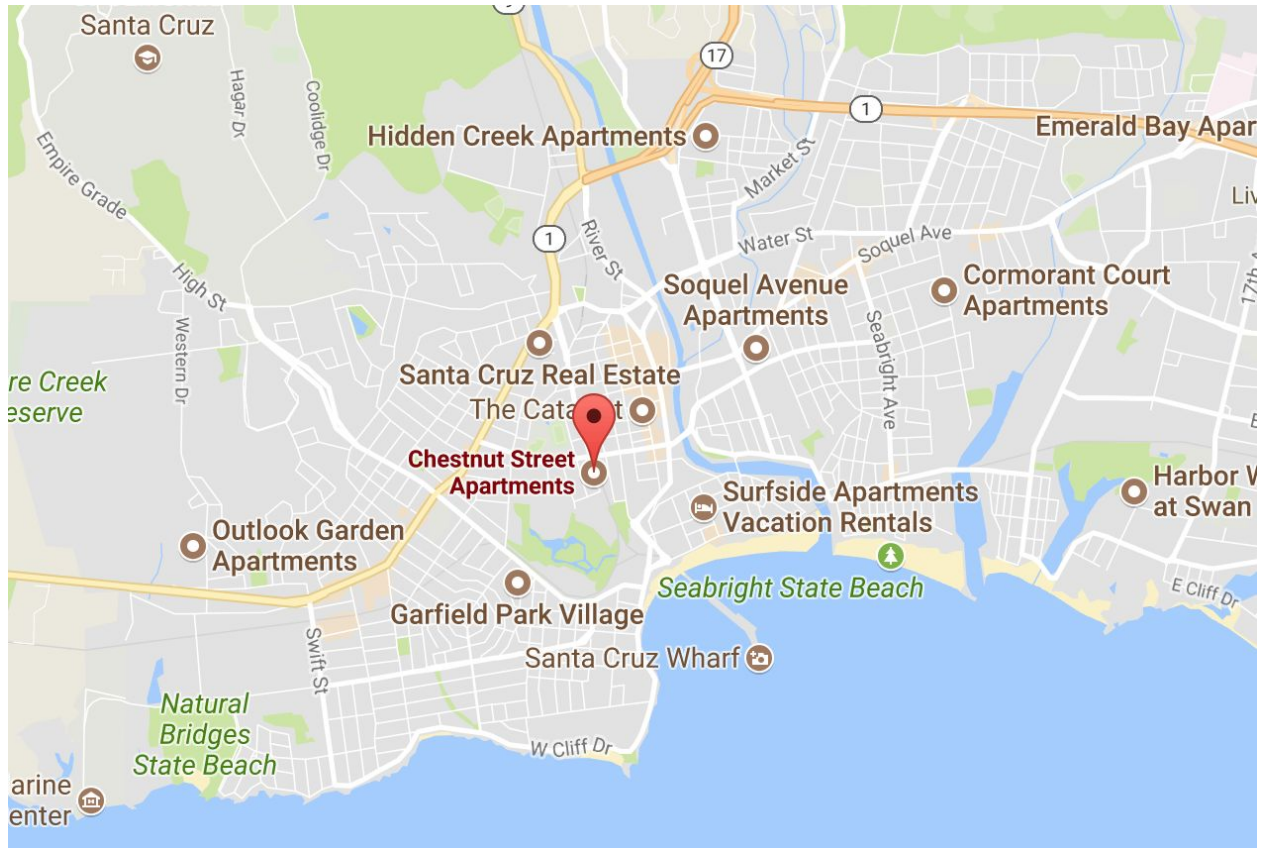 Santa Cruz
9
17
1
Hagar Dr
Coolidge Dr
Hidden Creek Apartments
Emerald Bay Apar
Empire Grade
Market St
Liv
1
River St
Water St
Soquel Ave
High St
Soquel Avenue
Apartments
Cormorant Court
Apartments
17th A
Western Dr
Seabright Ave
re Creek
eserve
Santa Cruz Real Estate
The Cata t
Chestnut Street
Apartments
E
Surfside Apartments
Vacation Rentals
Harbor W
at Swan
Outlook Garden
Apartments
Seabright State Beach
E Cliff Dr
Garfield Park Village
Swift St
Santa Cruz Wharf
Natural
Bridges
State Beach
W Cliff Dr
arine
enter